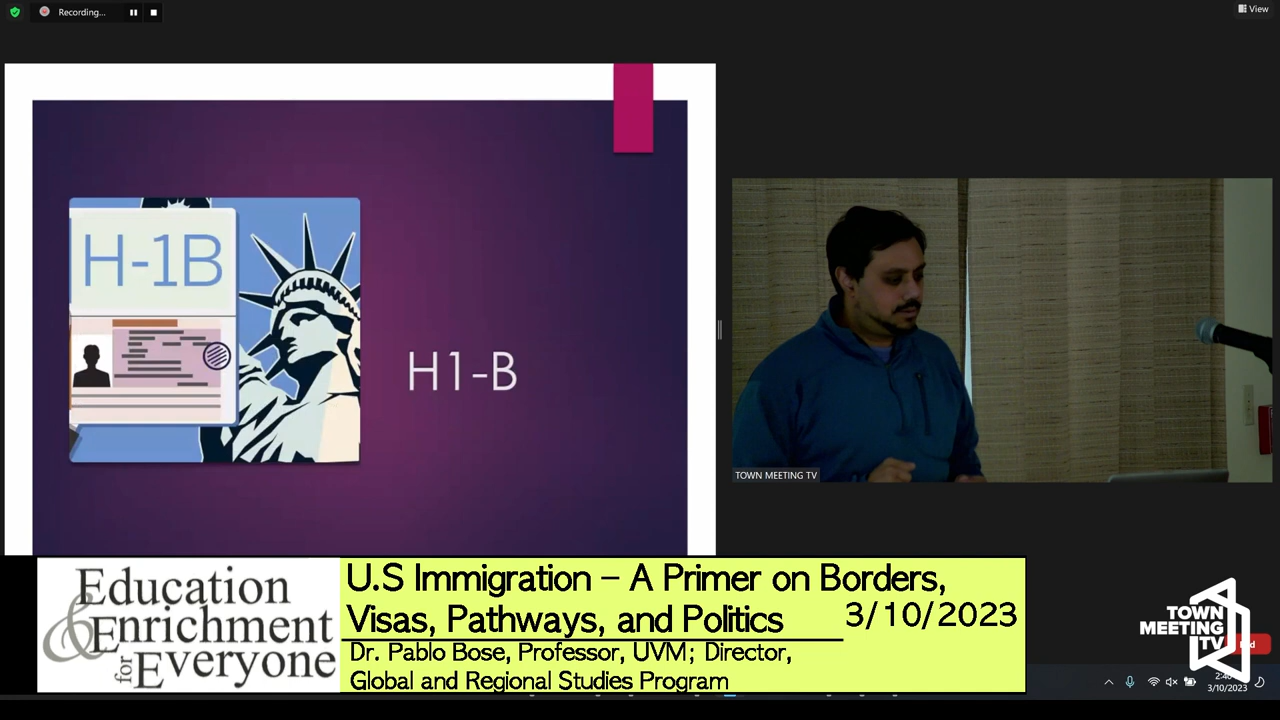 Recording...
View
H-1B
H1-B
TOWN MEETING TV
Education
& Enrichment
for Everyone
U.S Immigration – A Primer on Borders,
Visas, Pathways, and Politics
3/10/2023
Dr. Pablo Bose, Professor, UVM; Director,
Global and Regional Studies Program
TOWN
MEETING
TV
3/10/2023